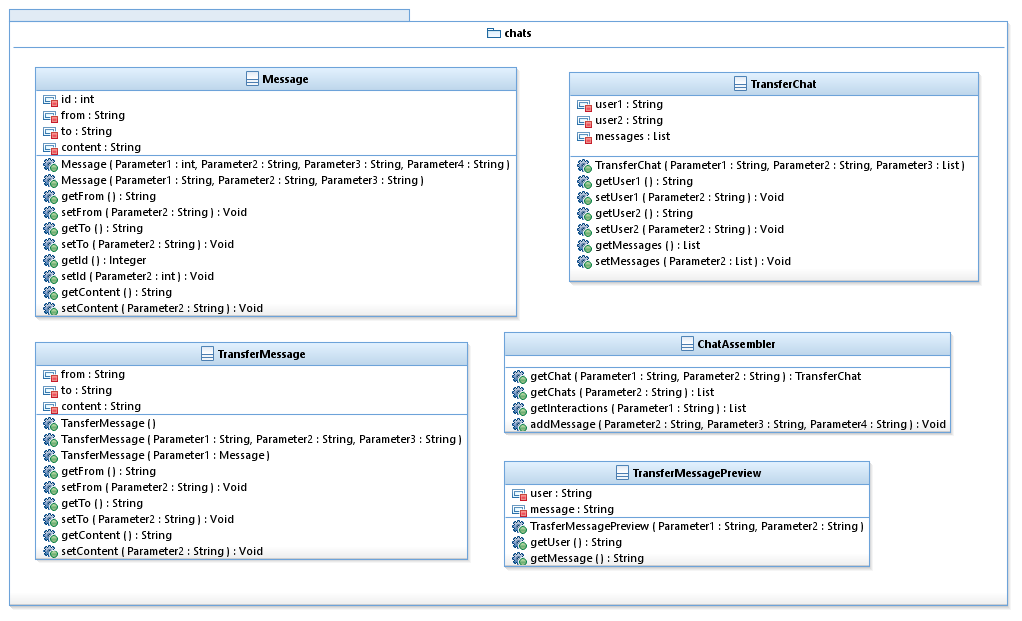 chats
Message
id : int
from : String
to : String
content : String
Message ( Parameter1 : int, Parameter2 : String, Parameter3 : String, Parameter4 : String )
Message ( Parameter1 : String, Parameter2 : String, Parameter3 : String )
getFrom ( ) : String
setFrom ( Parameter2 : String ) : Void
getTo ( ) : String
setTo ( Parameter2 : String ) : Void
getId ( ) : Integer
setId ( Parameter2 : int ) : Void
getContent ( ) : String
setContent ( Parameter2 : String ) : Void
TransferChat
user1 : String
user2 : String
messages : List
TransferChat ( Parameter1 : String, Parameter2 : String, Parameter3 : List )
getUser1 ( ) : String
setUser1 ( Parameter2 : String ) : Void
getUser2 ( ) : String
setUser2 ( Parameter2 : String ) : Void
getMessages ( ) : List
setMessages ( Parameter2 : List ) : Void
TransferMessage
from : String
to : String
content : String
TansferMessage ( )
TansferMessage ( Parameter1 : String, Parameter2 : String, Parameter3 : String )
TansferMessage ( Parameter1 : Message )
getFrom ( ) : String
setFrom ( Parameter2 : String ) : Void
getTo ( ) : String
setTo ( Parameter2 : String ) : Void
getContent ( ) : String
setContent ( Parameter2 : String ) : Void
ChatAssembler
getChat ( Parameter1 : String, Parameter2 : String ) : TransferChat
getChats ( Parameter2 : String ) : List
getInteractions ( Parameter1 : String ) : List
addMessage ( Parameter2 : String, Parameter3 : String, Parameter4 : String ) : Void
TransferMessagePreview
user : String
message : String
TrasferMessagePreview ( Parameter1 : String, Parameter2 : String )
getUser ( ) : String
getMessage ( ) : String